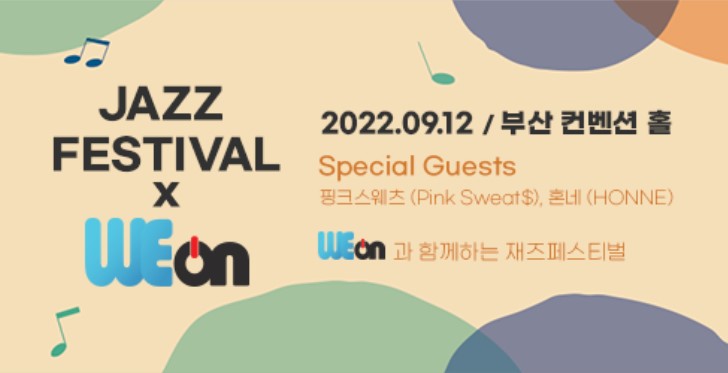 JAZZ
FESTIVAL
x
WEon
2022.09.12 / 부산 컨벤션 홀
Special Guests
핑크스웨츠 (Pink Sweat$), 혼네 (HONNE)
WEon 과 함께하는 재즈페스티벌